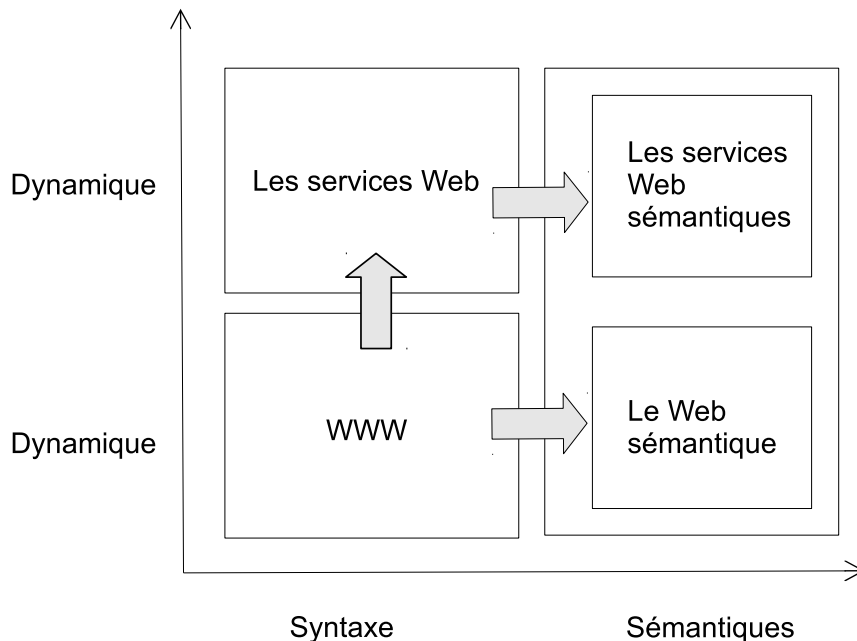 Dynamique
Les services Web
Les services
Web
sémantiques
Dynamique
WWW
Le Web
sémantique
Syntaxe
Sémantiques